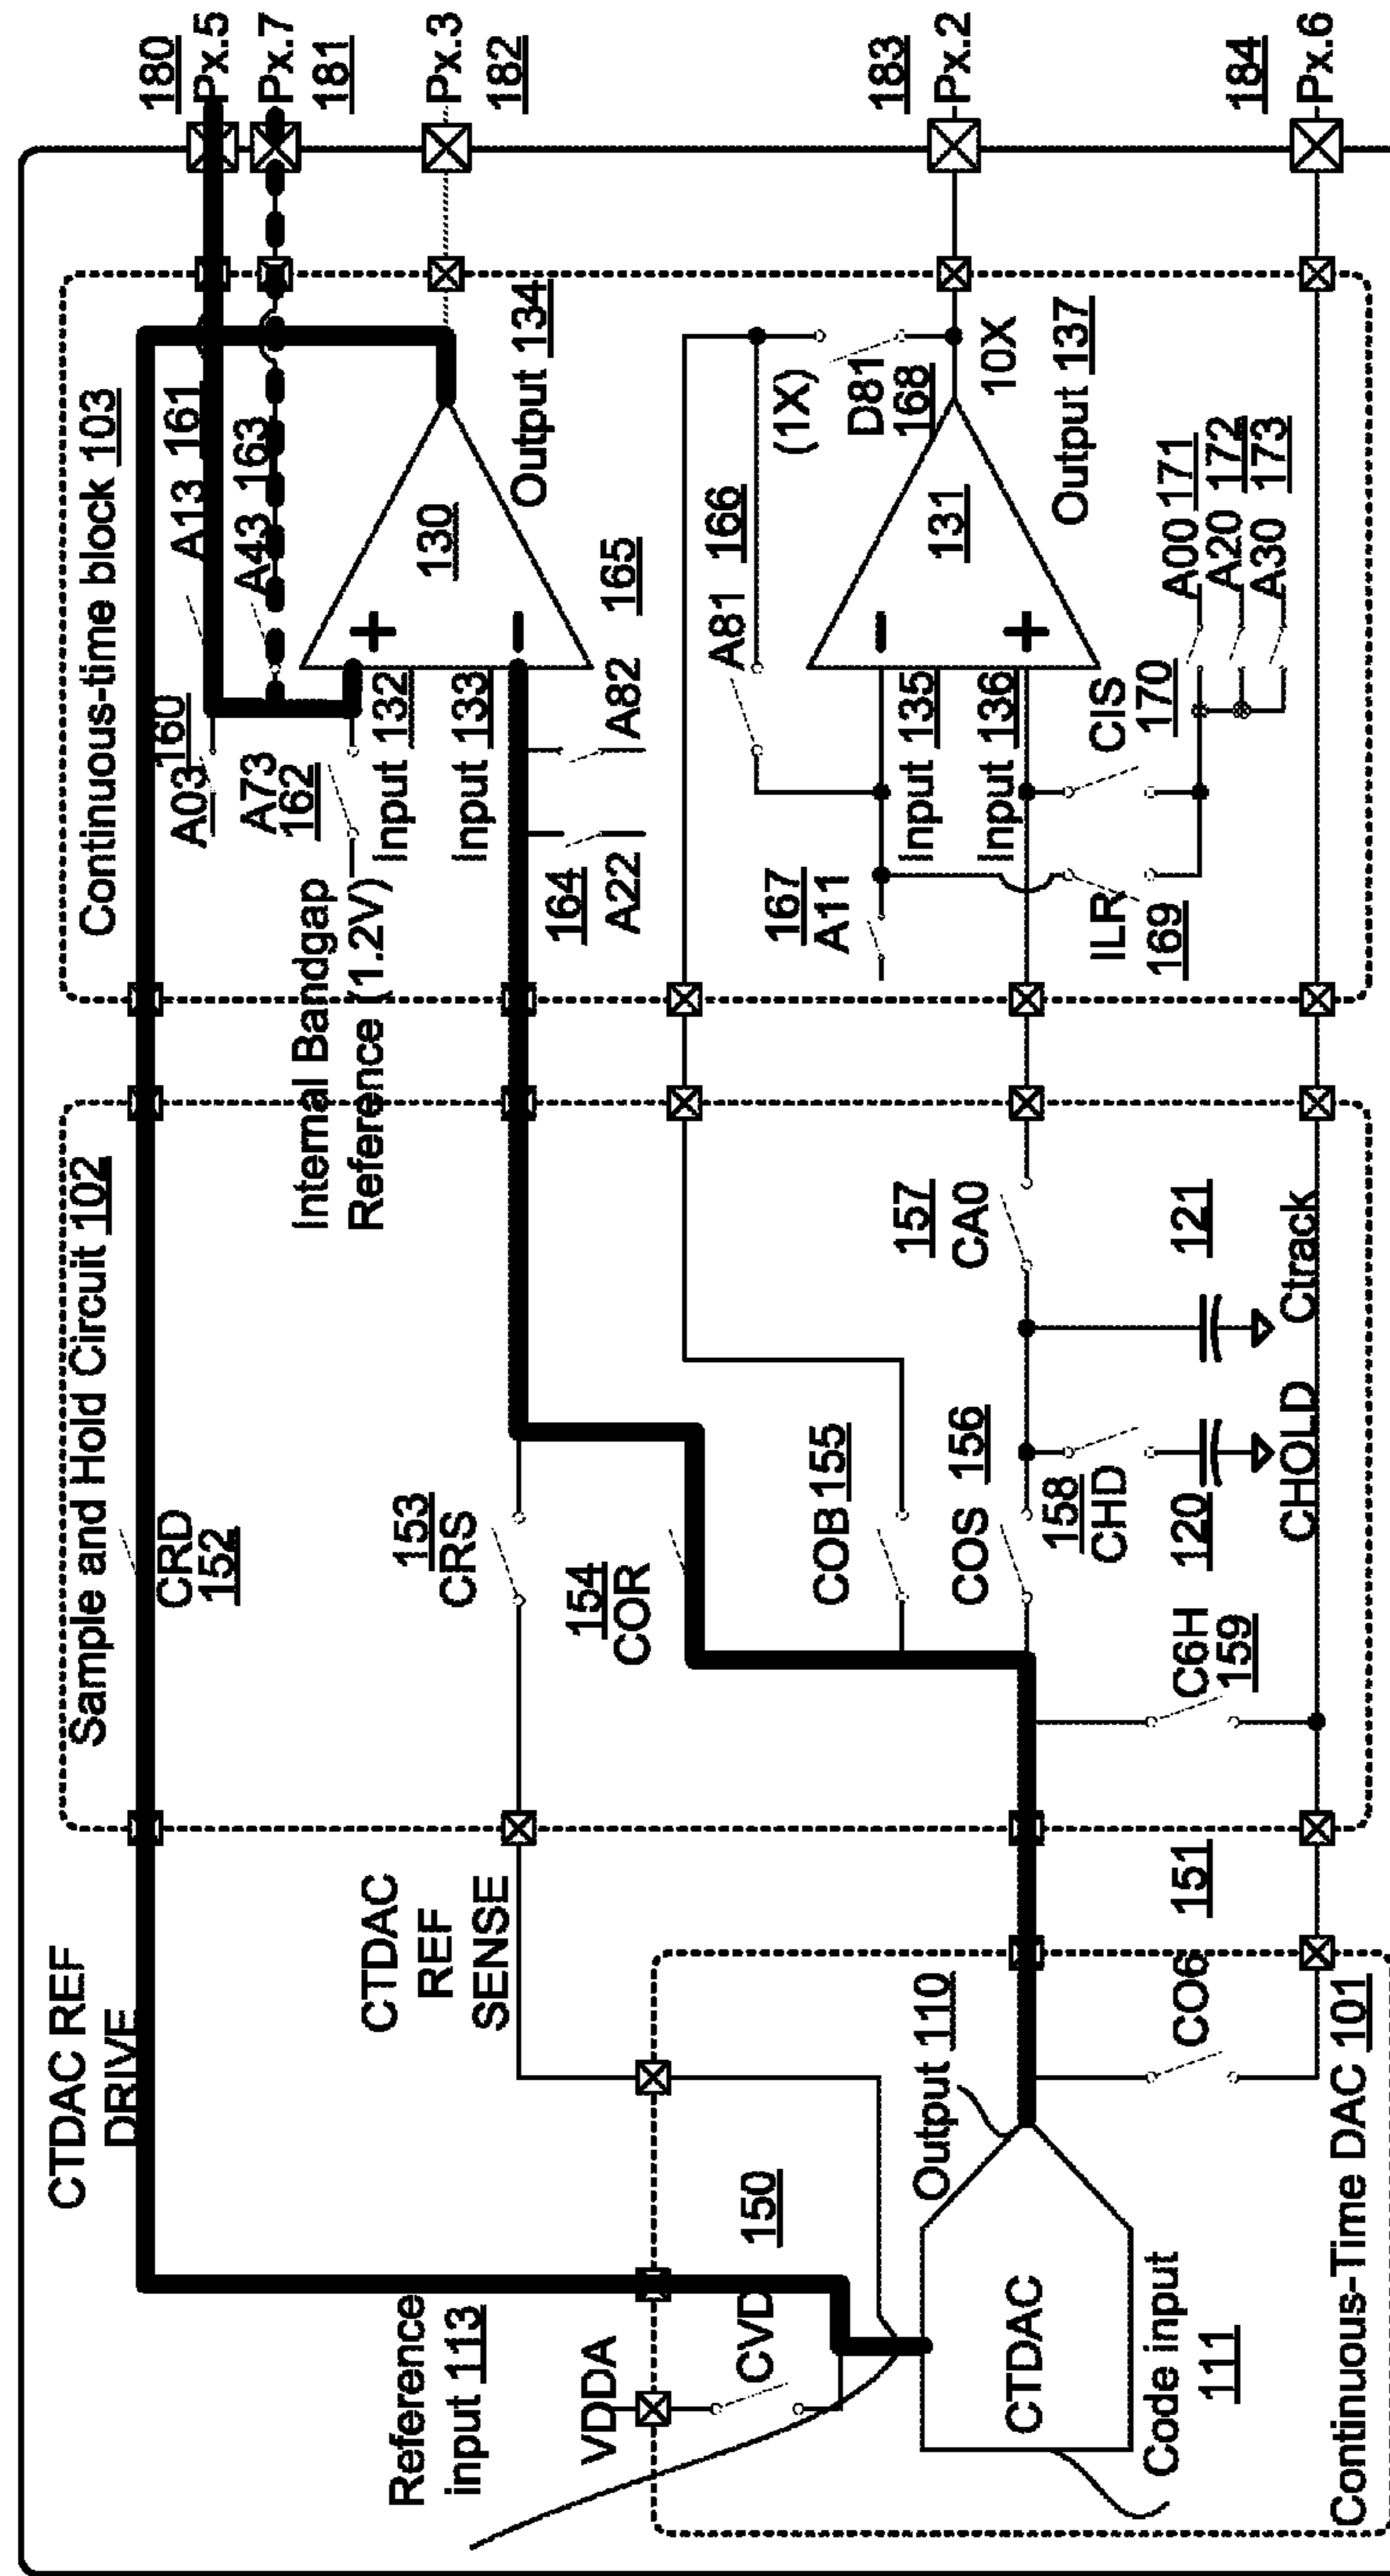 CTDAC REF
DRIVE
Reference
input 113
VDDA
CVD
150
CTDAC
REF
SENSE
Output 110
CTDAC
Code input
111
CO6
151
Continuous-Time DAC 101
Sample and Hold Circuit 102
CRD
152
153
CRS
154
COR
COB 155
COS 156
157
CA0
158
CHD
C6H
159
120
CHOLD
121
Ctrack
Continuous-time block 103
160
A03
A13 161
A73
162
A43 163
Internal Bandgap
Reference (1.2V)
Input 132
Input 133
+
-
130
Output 134
164
A22
A82
165
A81 166
(1X)
D81
168
167
A11
Input 135
Input 136
-
+
131
10X
Output 137
ILR
169
CIS
170
A00 171
A20 172
A30 173
180
Px.5
Px.7
181
Px.3
182
183
Px.2
184
Px.6